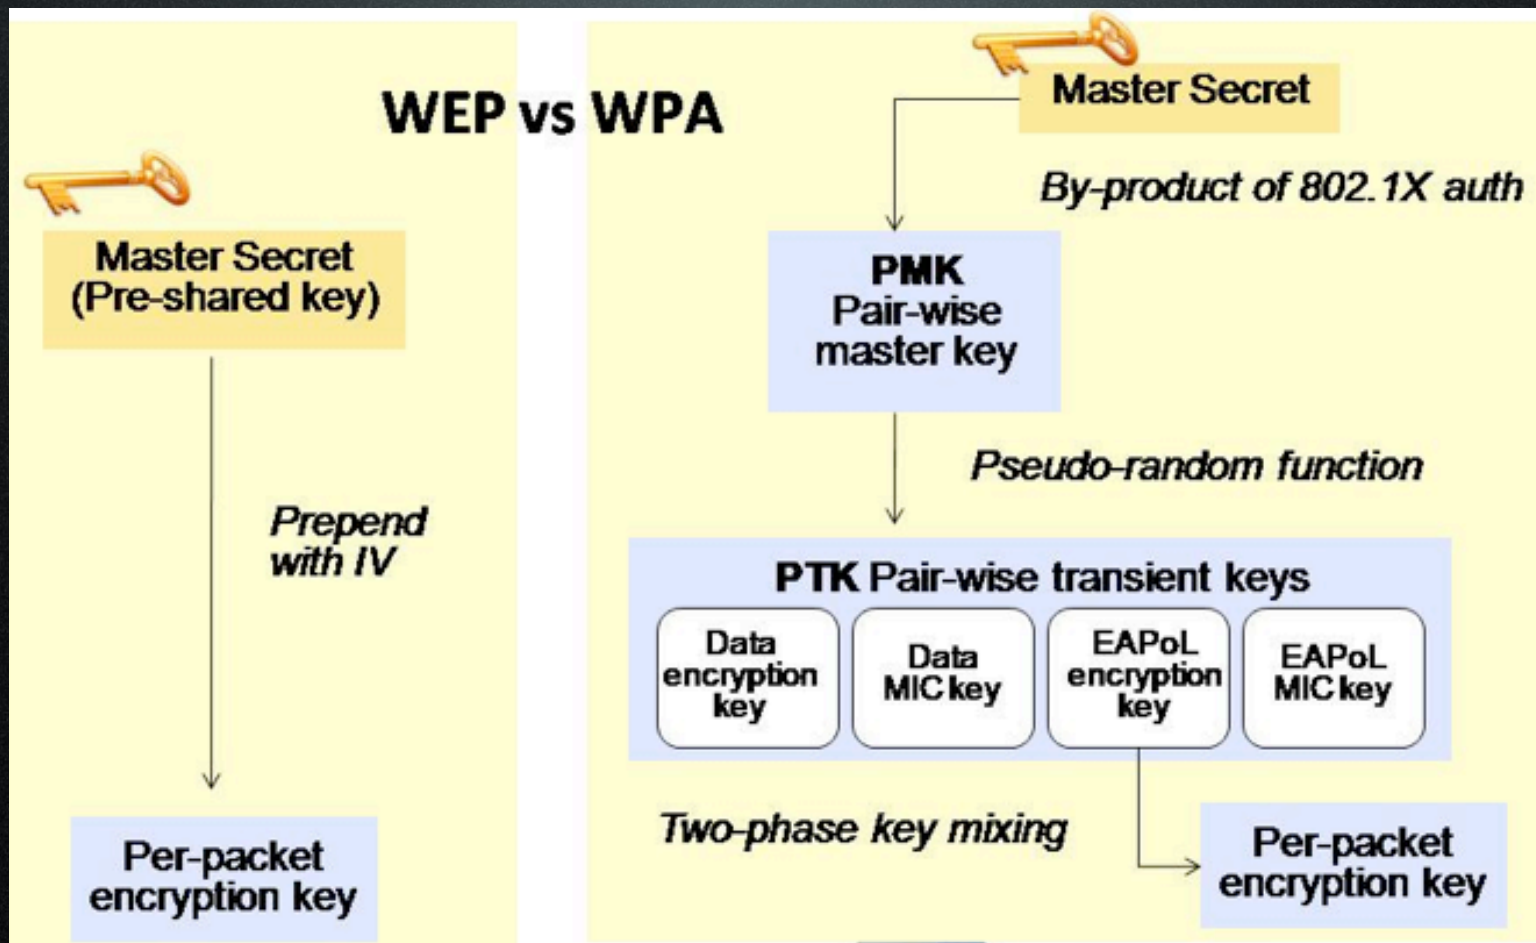 WEP vs WPA
Master Secret
(Pre-shared key)
Prepend
with IV
Per-packet
encryption key
Master Secret
By-product of 802.1X auth
PMK
Pair-wise
master key
Pseudo-random function
PTK Pair-wise transient keys
Data
encryption
key
Data
MIC key
EAPoL
encryption
key
EAPoL
MIC key
Two-phase key mixing
Per-packet
encryption key